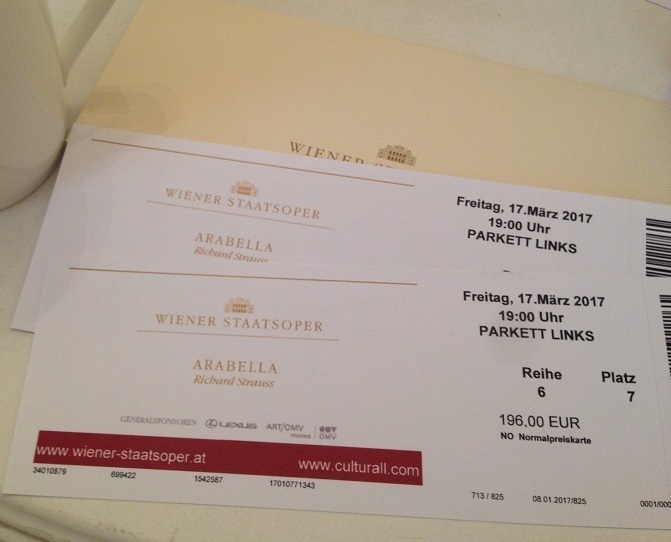 WIENER
WIENER STAATSOPER
ARABELLA
Richard Strauss
Freitag, 17.März 2017
19:00 Uhr
PARKETT LINKS
WIENER STAATSOPER
ARABELLA
Richard Strauss
Freitag, 17.März 2017
19:00 Uhr
PARKETT LINKS
Reihe Platz
6 7
196,00 EUR
NO Normalpreiskarte
GENERALSPONSOREN LEXUS ART/OMV OMV
moves
www.wiener-staatsoper.at www.culturall.com
34010879 699422 1542587 17010771343
713 / 825 08.01.2017/825 0001/000